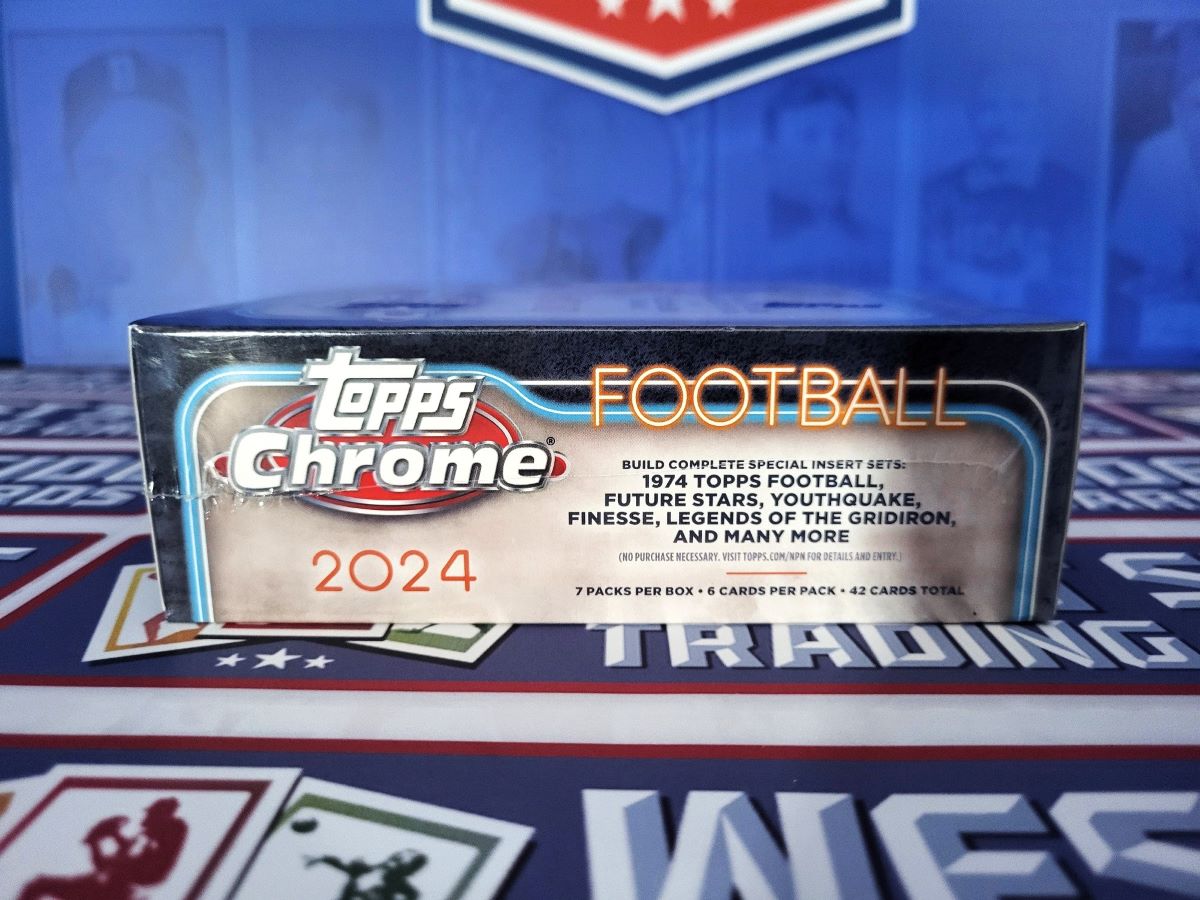 Topps
Chrome®
FOOTBALL
BUILD COMPLETE SPECIAL INSERT SETS:
1974 TOPPS FOOTBALL,
FUTURE STARS, YOUTHQUAKE,
FINESSE, LEGENDS OF THE GRIDIRON,
AND MANY MORE
(NO PURCHASE NECESSARY. VISIT TOPPS.COM/NPN FOR DETAILS AND ENTRY.)
2024
7 PACKS PER BOX • 6 CARDS PER PACK • 42 CARDS TOTAL
TRADING